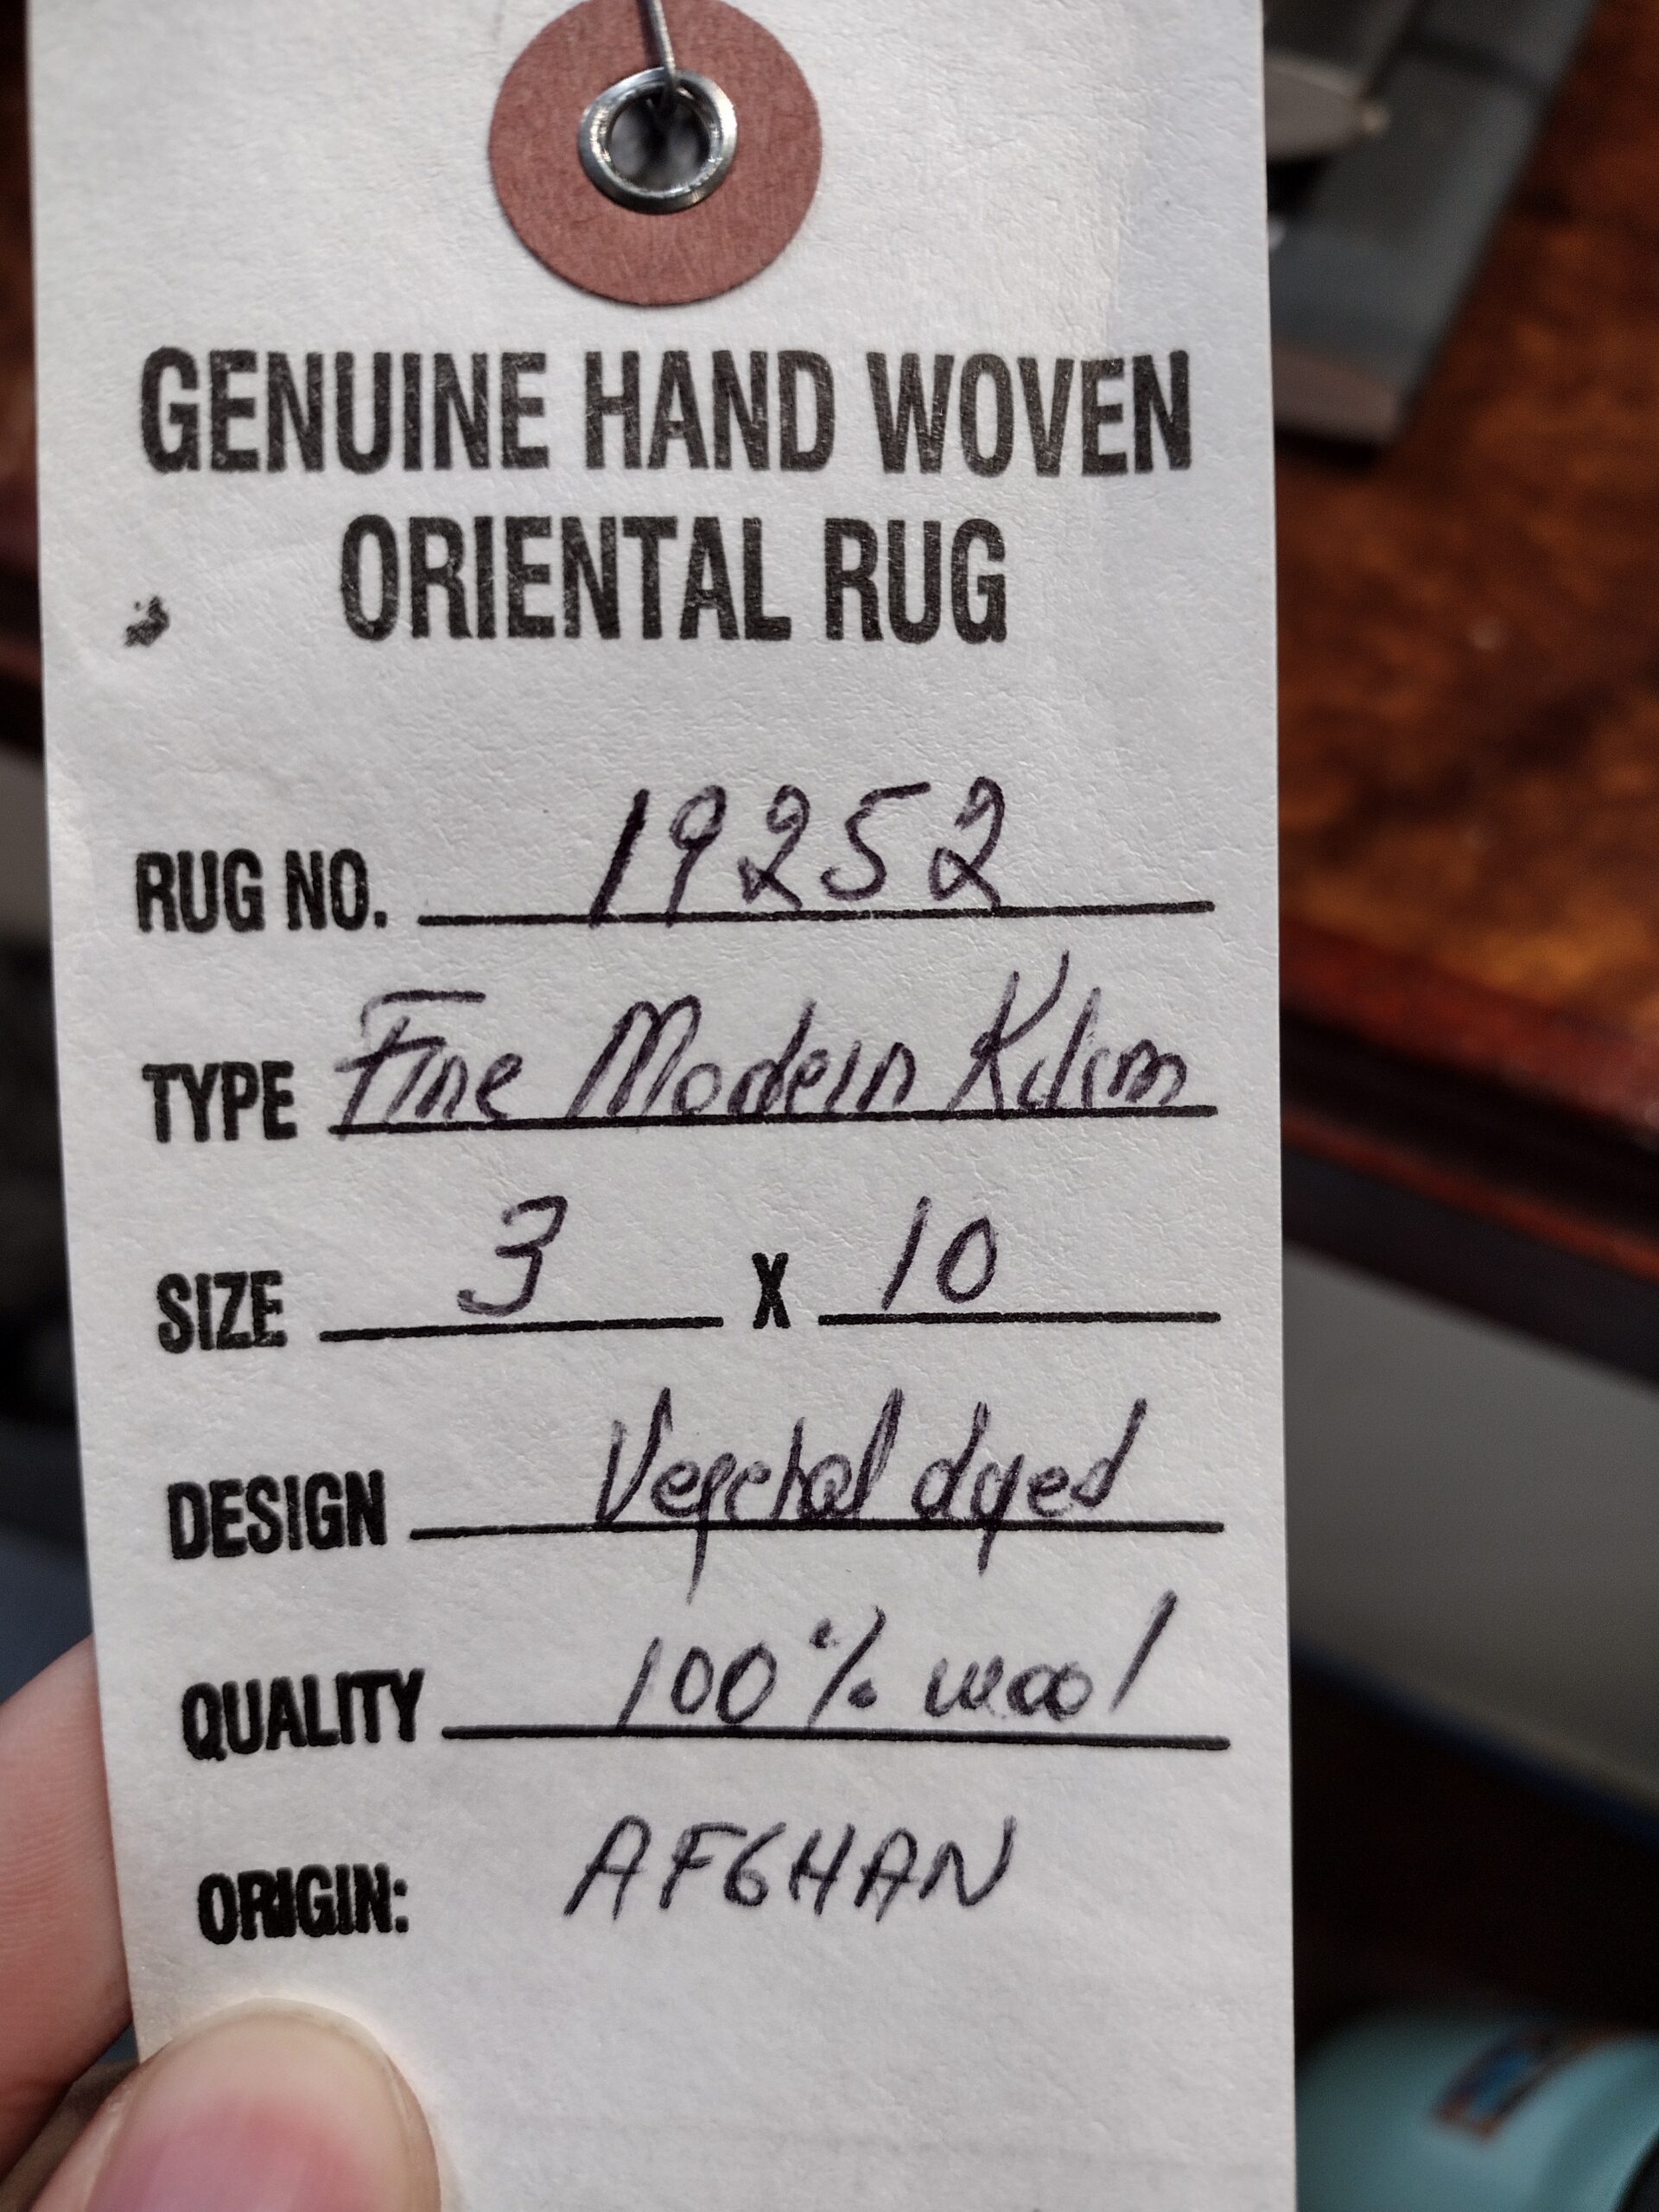 GENUINE HAND WOVEN
ORIENTAL RUG
RUG NO. 19252
TYPE Fine Modern Kilim
SIZE 3 X 10
DESIGN Vegetal dyed
QUALITY 100% wool
ORIGIN: AFGHAN